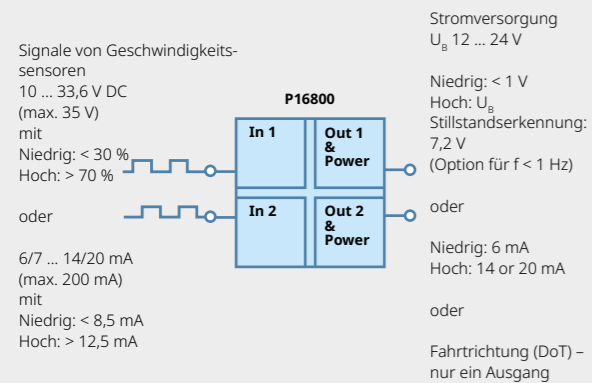 Signale von Geschwindigkeits-
sensoren
10 ... 33,6 V DC
(max. 35 V)
mit
Niedrig: < 30 %
Hoch: > 70 %
oder
6/7 ... 14/20 mA
(max. 200 mA)
mit
Niedrig: < 8,5 mA
Hoch: > 12,5 mA
P16800
In 1
Out 1
&
Power
In 2
Out 2
&
Power
Stromversorgung
U_B 12 ... 24 V
Niedrig: < 1 V
Hoch: U_B
Stillstandserkennung:
7,2 V
(Option für f < 1 Hz)
oder
Niedrig: 6 mA
Hoch: 14 or 20 mA
oder
Fahrtrichtung (DoT) –
nur ein Ausgang